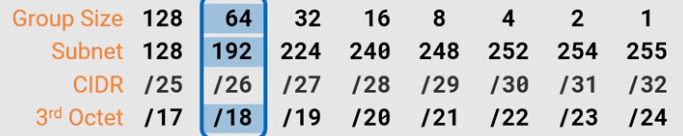 Group Size 128 64 32 16 8 4 2 1
Subnet 128 192 224 240 248 252 254 255
CIDR /25 /26 /27 /28 /29 /30 /31 /32
3rd Octet /17 /18 /19 /20 /21 /22 /23 /24